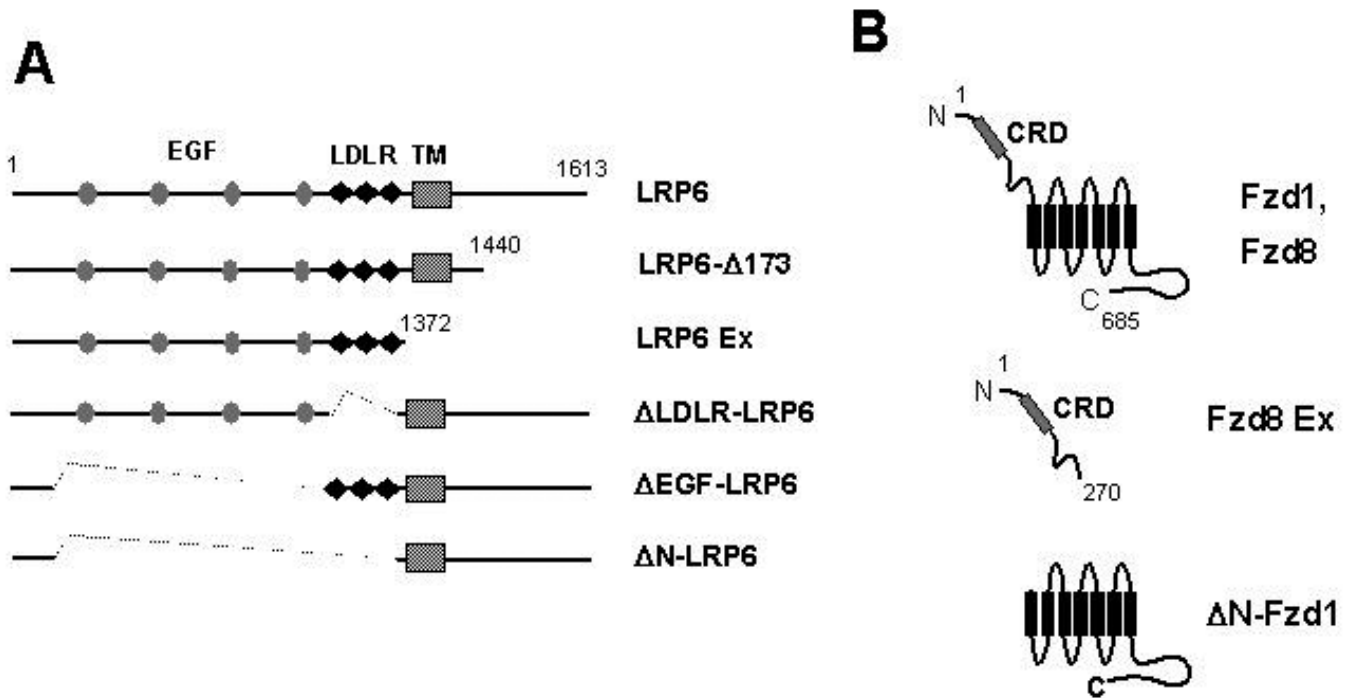 A
1 EGF LDLR TM 1613
LRP6
1440
LRP6-Δ173
1372
LRP6 Ex
ΔLDLR-LRP6
ΔEGF-LRP6
ΔN-LRP6
B
N 1 CRD
Fzd1,
Fzd8
C 685
N 1 CRD
Fzd8 Ex
270
ΔN-Fzd1
C